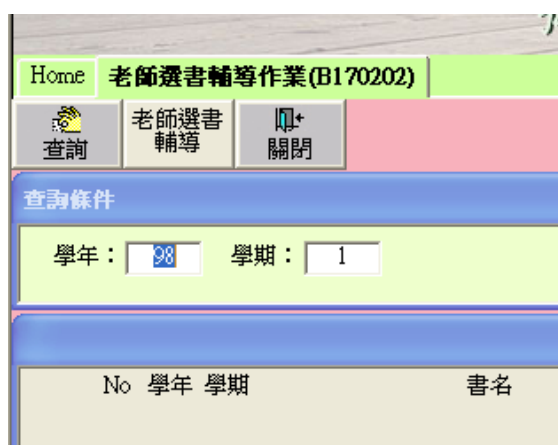 Home 老師選書輔導作業(B170202)
查詢 老師選書輔導 關閉
查詢條件
學年： 98 學期： 1
No 學年 學期 書名